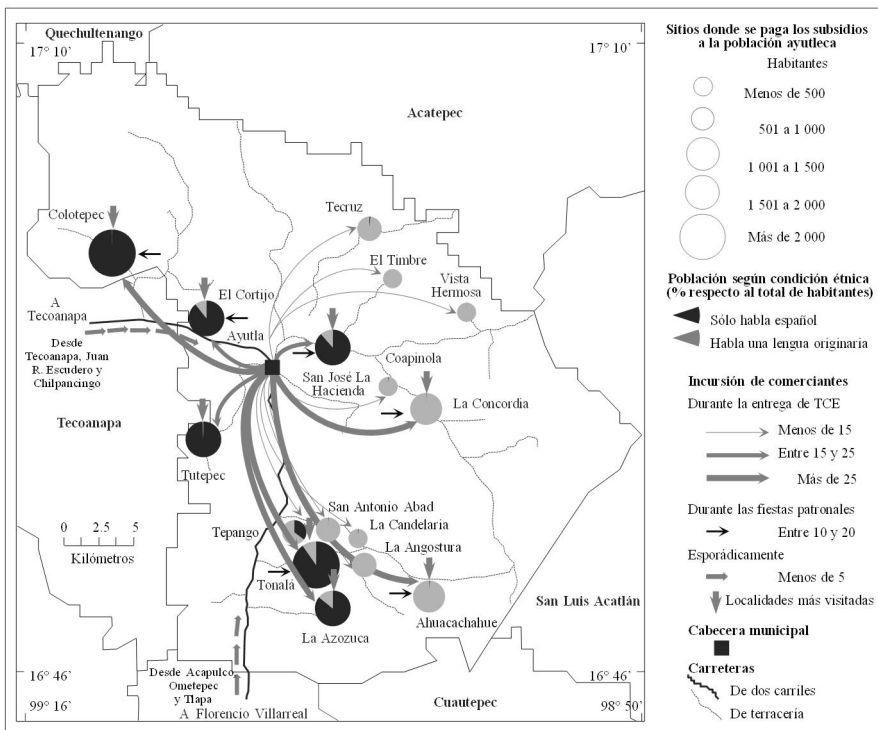 Quechultenango
17° 10'
17° 10'
Acatepec
Colotepec
Tecruz
El Timbre
Vista
Hermosa
El Cortijo
A
Tecoanapa
Ayutla
Desde
Tecoanapa, Juan
R. Escudero y
Chilpancingo
Coapinola
San José La
Hacienda
La Concordia
Tecoanapa
Tutepec
0 2.5 5
Kilómetros
San Antonio Abad
La Candelaria
Tepango
La Angostura
Tonalá
Ahuacachahue
La Azozuca
San Luis Acatlán
16° 46'
16° 46'
99° 16'
98° 50'
Desde Acapulco
Ometepec
y Tlapa
A Florencio Villarreal
Cuautepec
Sitios donde se paga los subsidios
a la población ayutleca
Habitantes
Menos de 500
501 a 1 000
1 001 a 1 500
1 501 a 2 000
Más de 2 000
Población según condición étnica
(% respecto al total de habitantes)
Sólo habla español
Habla una lengua originaria
Incursión de comerciantes
Durante la entrega de TCE
Menos de 15
Entre 15 y 25
Más de 25
Durante las fiestas patronales
Entre 10 y 20
Esporádicamente
Menos de 5
Localidades más visitadas
Cabecera municipal
Carreteras
De dos carriles
De terracería